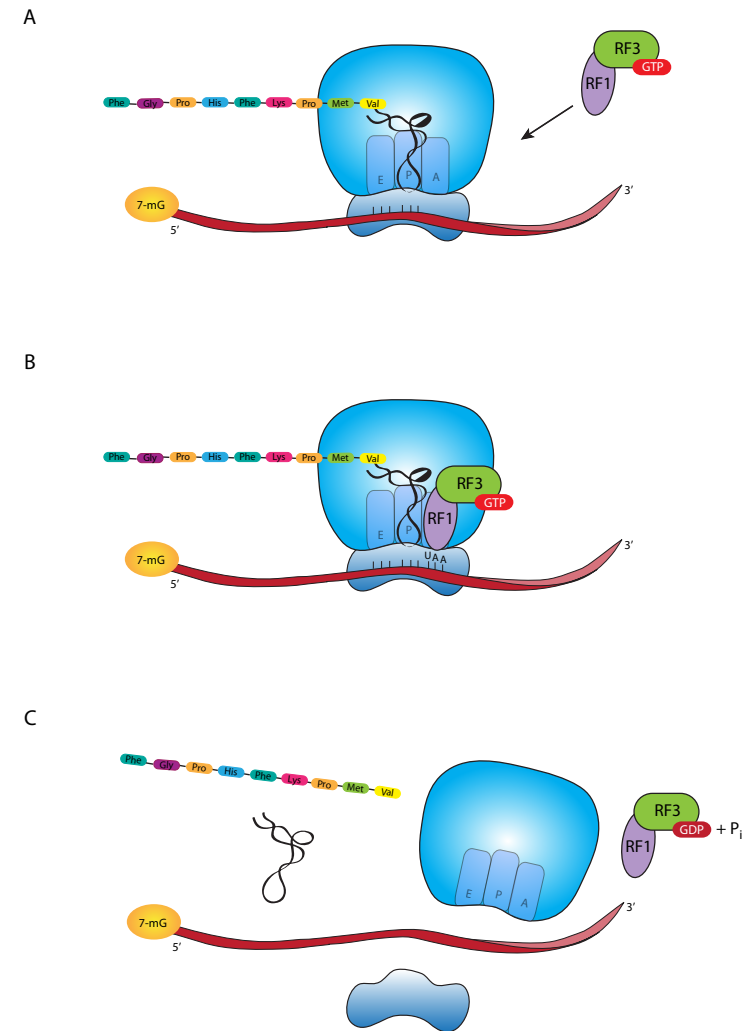 A
RF3
GTP
RF1
Phe Gly Pro His Phe Lys Pro Met Val
E P A
7-mG
5′
3′
B
Phe Gly Pro His Phe Lys Pro Met Val
RF3
GTP
RF1
E P
UAA
7-mG
5′
3′
C
Phe Gly Pro His Phe Lys Pro Met Val
RF3
GDP + Pi
RF1
E P A
7-mG
5′
3′